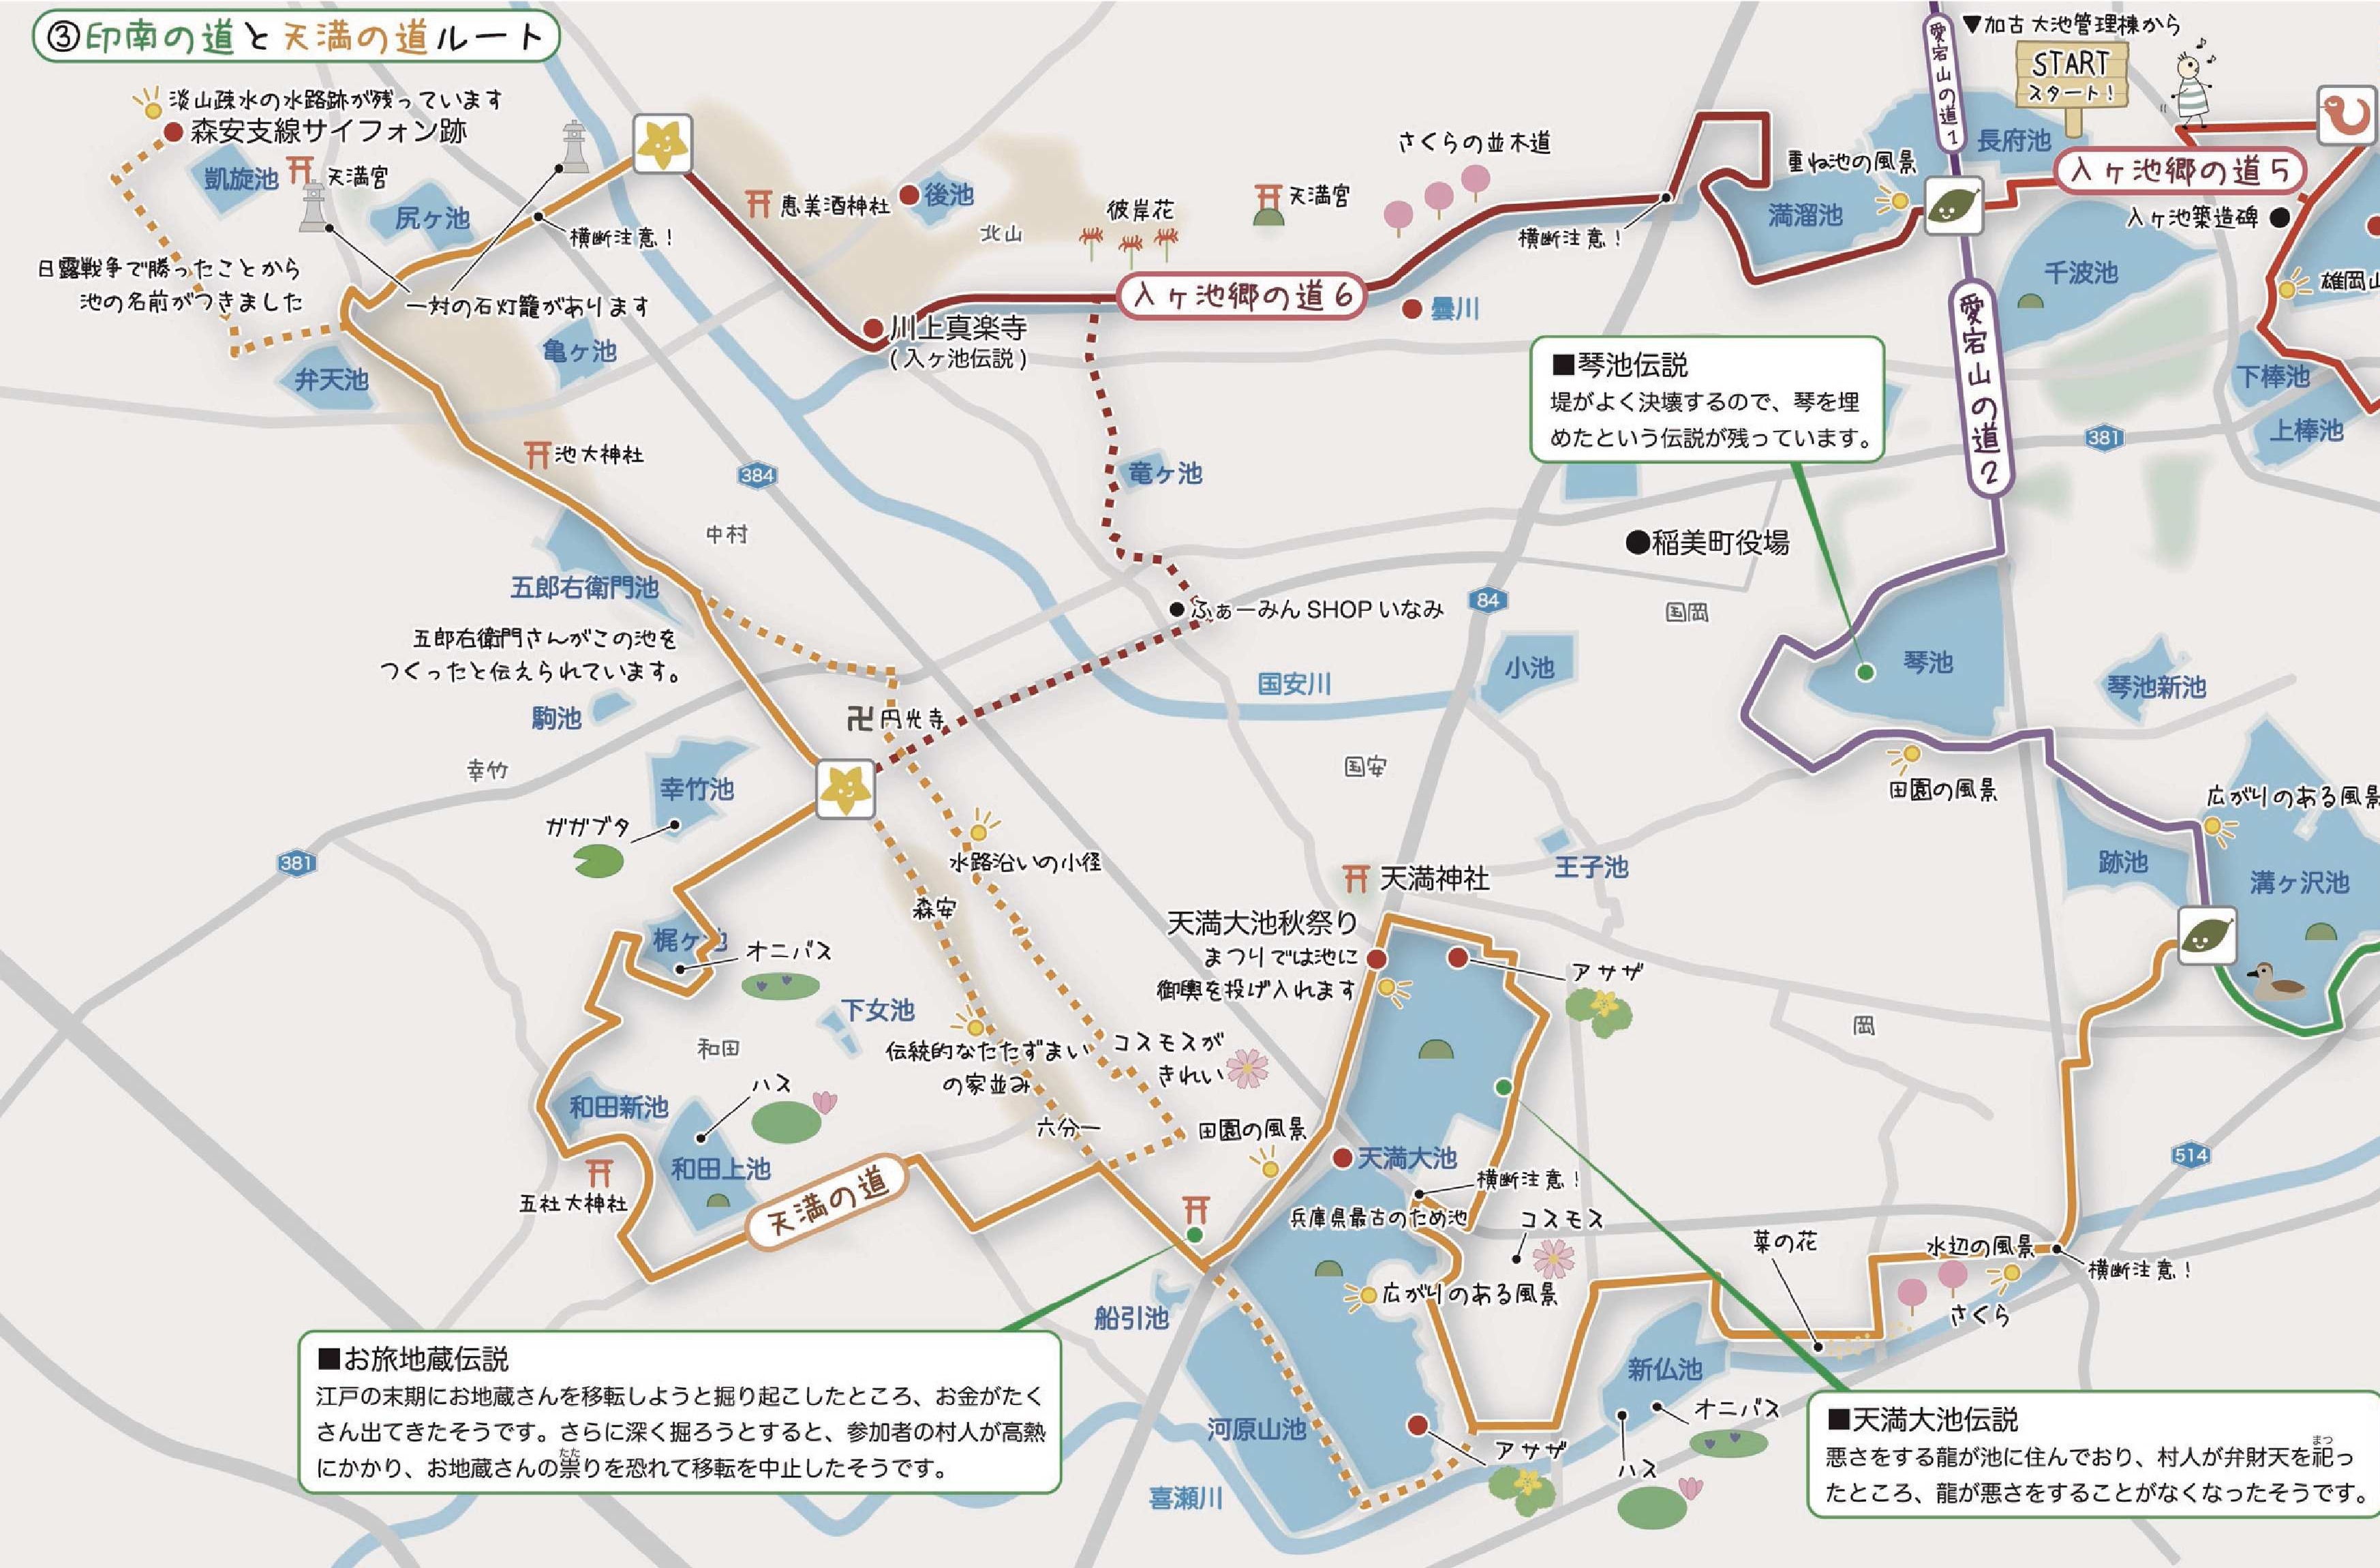 ③印南の道と天満の道ルート
▼加古大池管理棟から
START
スタート！
愛宕山の道1
長府池
入ヶ池郷の道5
入ヶ池築造碑
重ね池の風景
満溜池
千波池
雄岡山
下棒池
上棒池
381
愛宕山の道2
淡山疎水の水路跡が残っています
森安支線サイフォン跡
凱旋池
天満宮
尻ヶ池
横断注意！
日露戦争で勝ったことから
池の名前がつきました
一対の石灯籠があります
弁天池
亀ヶ池
恵美酒神社
後池
北山
彼岸花
天満宮
さくらの並木道
横断注意！
入ヶ池郷の道6
曇川
川上真楽寺
(入ヶ池伝説)
■琴池伝説
堤がよく決壊するので、琴を埋
めたという伝説が残っています。
池大神社
384
竜ヶ池
中村
稲美町役場
五郎右衛門池
五郎右衛門さんがこの池を
つくったと伝えられています。
ふぁーみん SHOP いなみ
84
国岡
小池
国安川
琴池
琴池新池
駒池
円光寺
幸竹
幸竹池
国安
田園の風景
広がりのある風景
ガガブタ
381
水路沿いの小径
王子池
跡池
溝ヶ沢池
森安
天満神社
梶ヶ池
オニバス
天満大池秋祭り
まつりでは池に
御輿を投げ入れます
アサザ
下女池
岡
和田
伝統的なたたずまい
の家並み
コスモスが
きれい
ハス
和田新池
六分一
田園の風景
和田上池
天満大池
514
五社大神社
天満の道
横断注意！
兵庫県最古のため池
コスモス
菜の花
水辺の風景
横断注意！
さくら
広がりのある風景
船引池
■お旅地蔵伝説
江戸の末期にお地蔵さんを移転しようと掘り起こしたところ、お金がたく
さん出てきたそうです。さらに深く掘ろうとすると、参加者の村人が高熱
たた
にかかり、お地蔵さんの祟りを恐れて移転を中止したそうです。
新仏池
オニバス
河原山池
アサザ
ハス
喜瀬川
■天満大池伝説
まつ
悪さをする龍が池に住んでおり、村人が弁財天を祀っ
たところ、龍が悪さをすることがなくなったそうです。